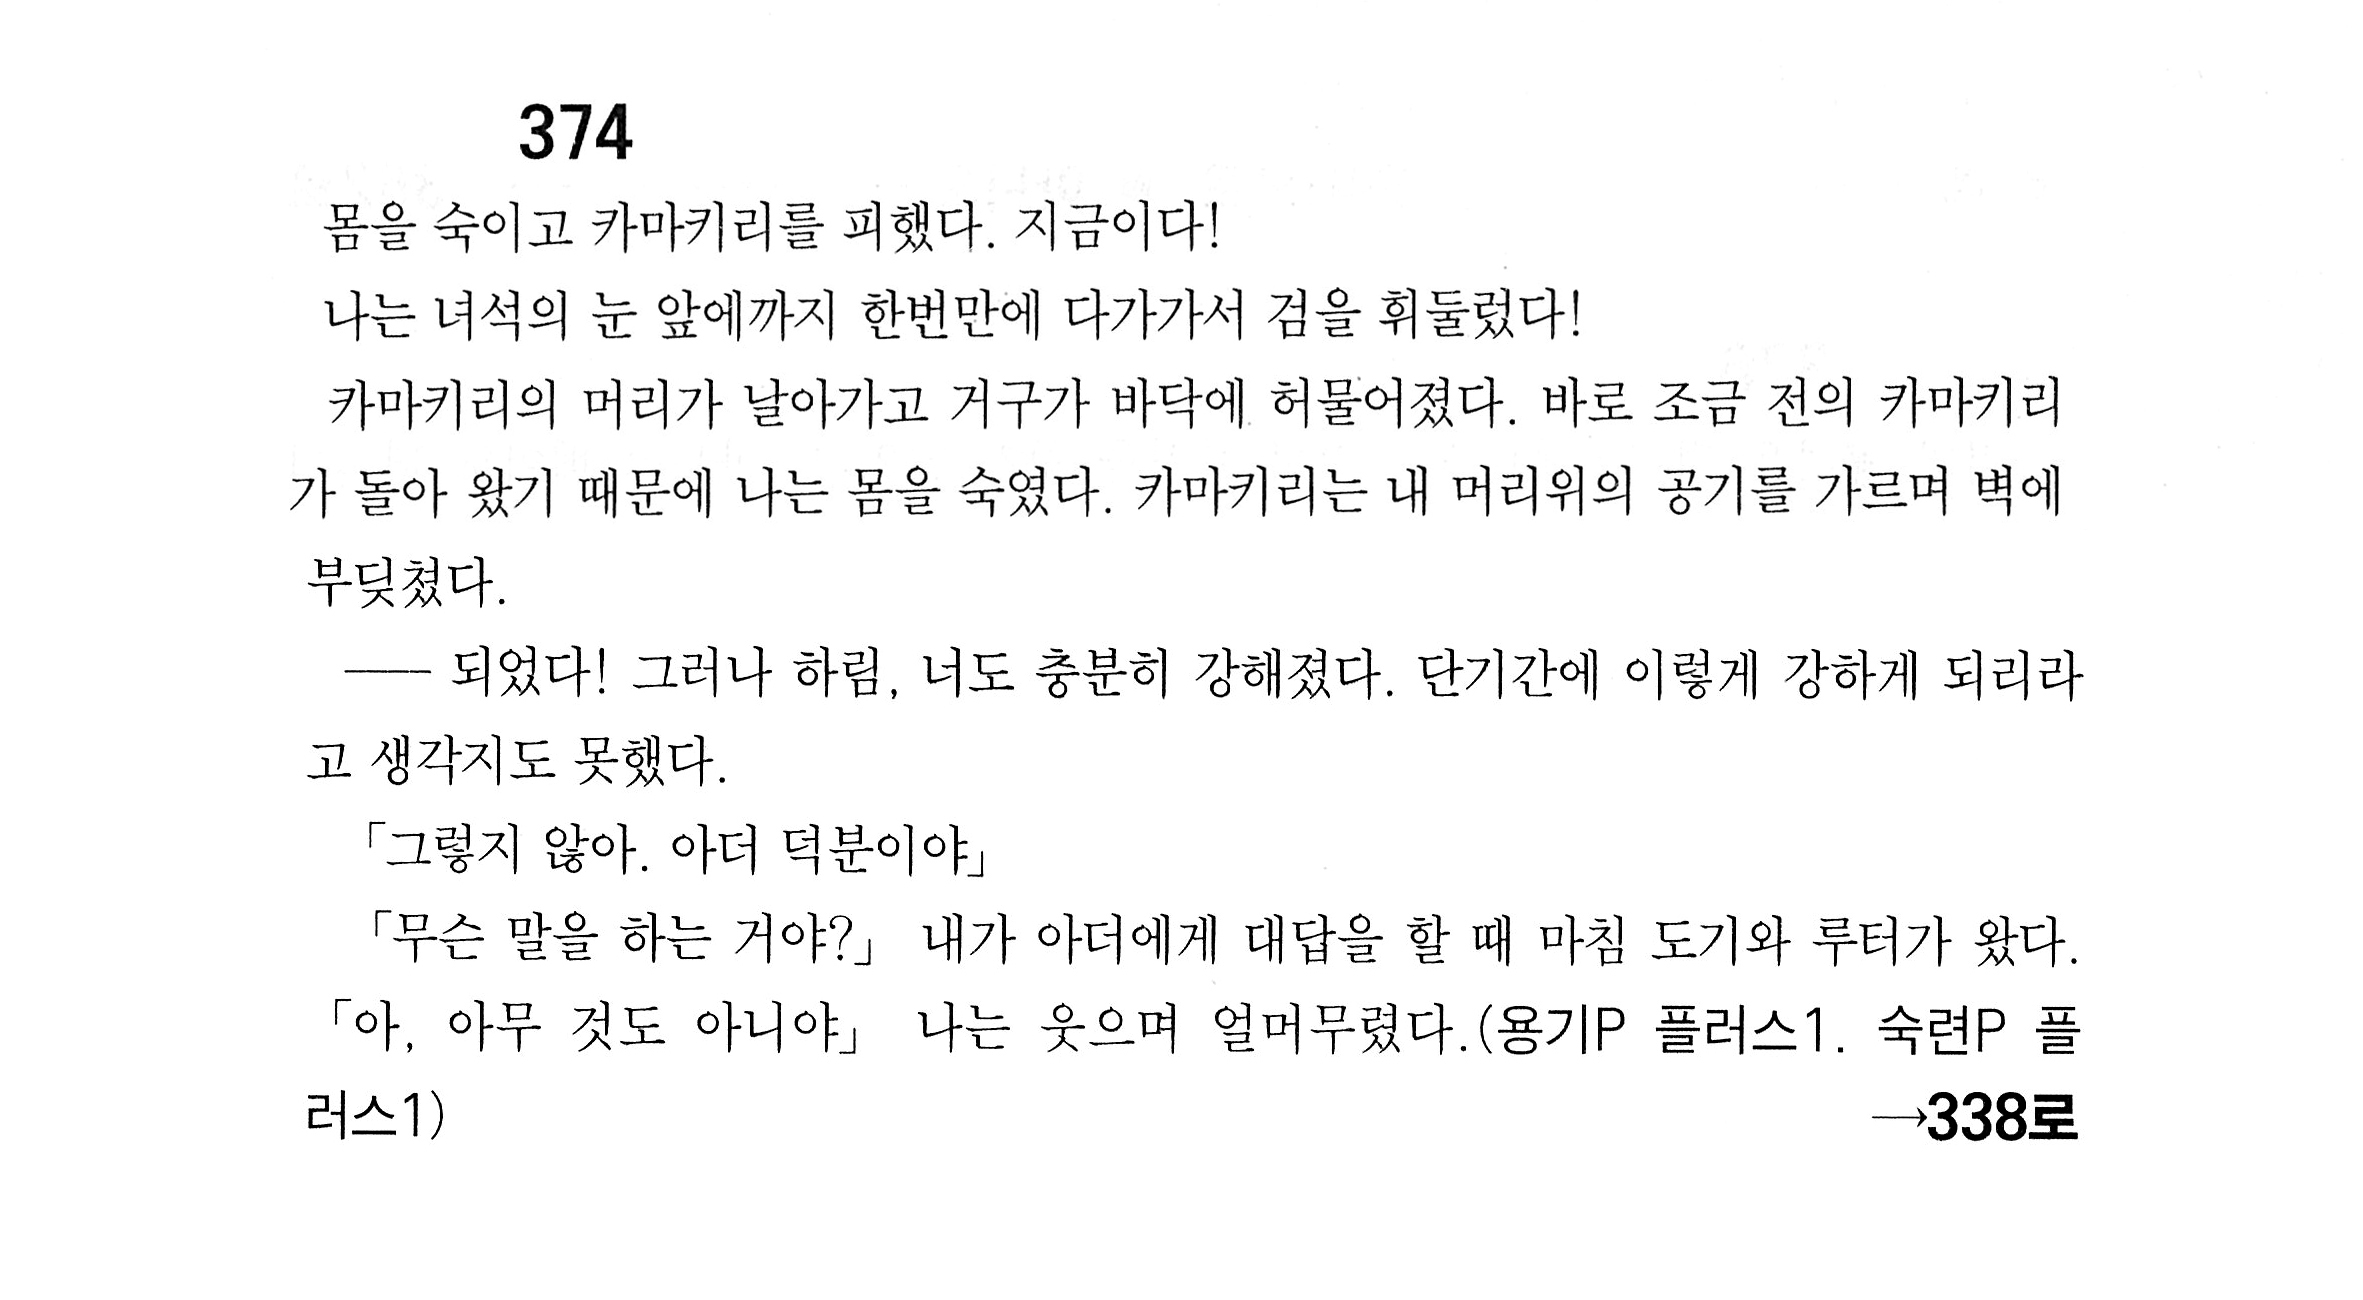 374
몸을 숙이고 카마키리를 피했다. 지금이다!
나는 녀석의 눈 앞에까지 한번만에 다가가서 검을 휘둘렀다!
카마키리의 머리가 날아가고 거구가 바닥에 허물어졌다. 바로 조금 전의 카마키리
가 돌아 왔기 때문에 나는 몸을 숙였다. 카마키리는 내 머리위의 공기를 가르며 벽에
부딪쳤다.
── 되었다! 그러나 하림, 너도 충분히 강해졌다. 단기간에 이렇게 강하게 되리라
고 생각지도 못했다.
「그렇지 않아. 아더 덕분이야」
「무슨 말을 하는 거야?」 내가 아더에게 대답을 할 때 마침 도기와 루터가 왔다.
「아, 아무 것도 아니야」 나는 웃으며 얼머무렸다.(용기P 플러스1. 숙련P 플
러스1) →338로